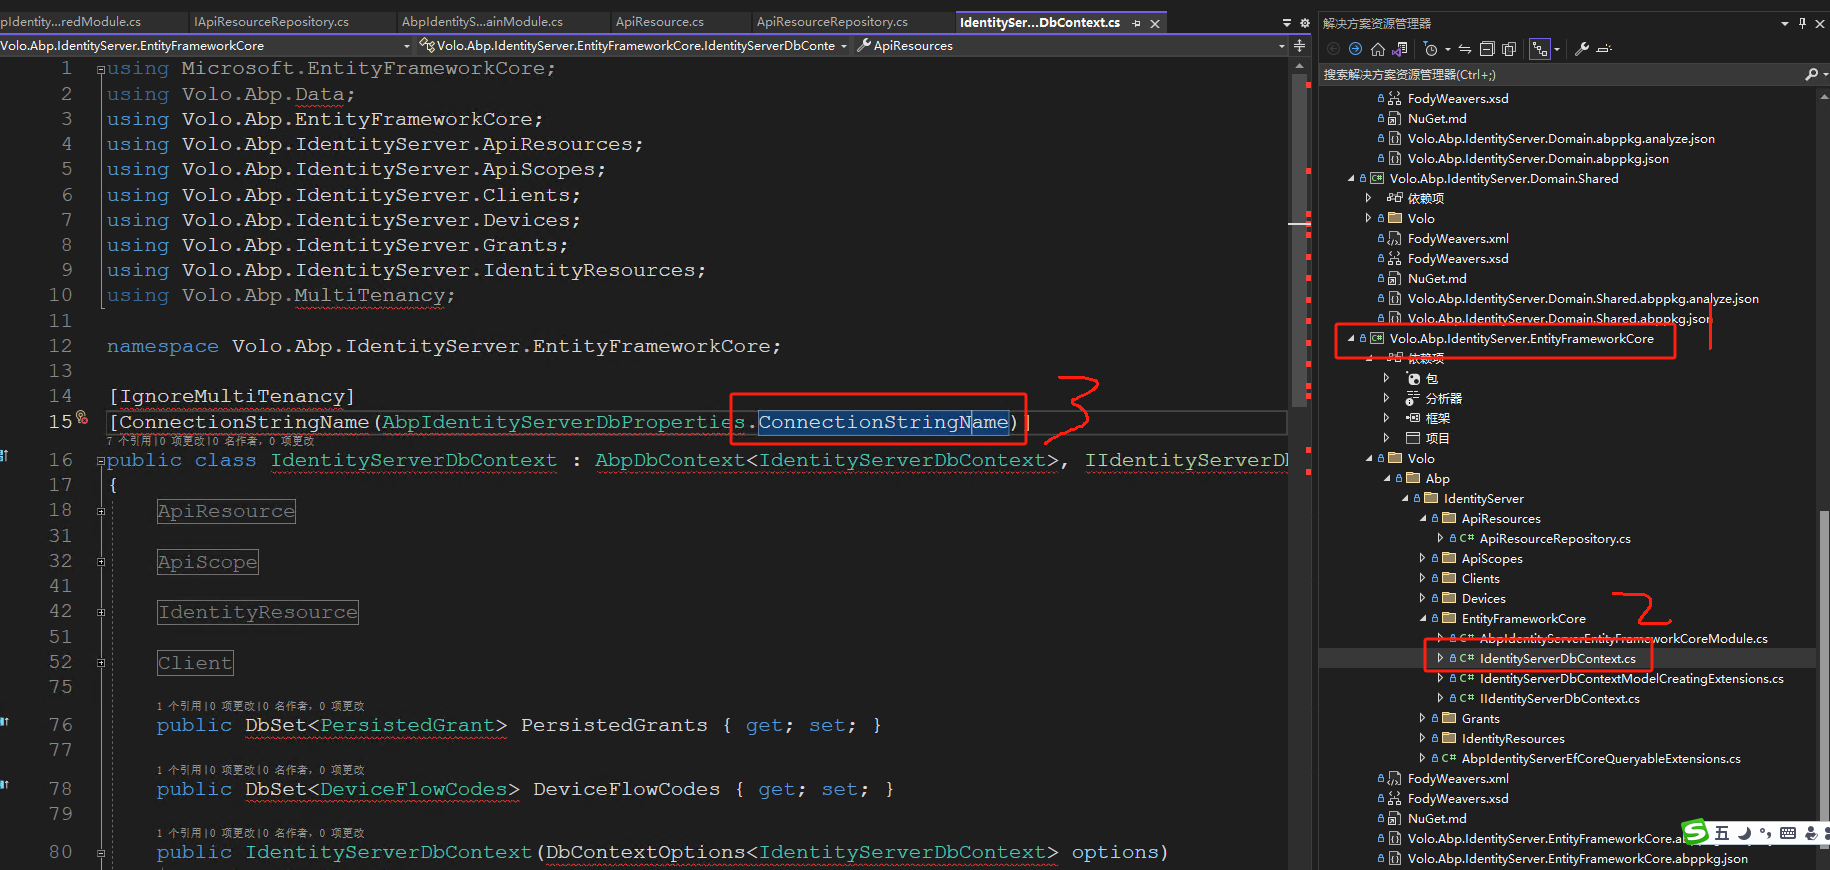 pIdentity...redModule.cs
IApiResourceRepository.cs
AbpIdentityS...ainModule.cs
ApiResource.cs
ApiResourceRepository.cs
IdentitySer...DbContext.cs
Volo.Abp.IdentityServer.EntityFrameworkCore
Volo.Abp.IdentityServer.EntityFrameworkCore.IdentityServerDbConte
ApiResources
1 using Microsoft.EntityFrameworkCore;
2 using Volo.Abp.Data;
3 using Volo.Abp.EntityFrameworkCore;
4 using Volo.Abp.IdentityServer.ApiResources;
5 using Volo.Abp.IdentityServer.ApiScopes;
6 using Volo.Abp.IdentityServer.Clients;
7 using Volo.Abp.IdentityServer.Devices;
8 using Volo.Abp.IdentityServer.Grants;
9 using Volo.Abp.IdentityServer.IdentityResources;
10 using Volo.Abp.MultiTenancy;
11
12 namespace Volo.Abp.IdentityServer.EntityFrameworkCore;
13
14 [IgnoreMultiTenancy]
15 [ConnectionStringName(AbpIdentityServerDbProperties.ConnectionStringName)]
3
7 个引用|0 项更改|0 名作者，0 项更改
16 public class IdentityServerDbContext : AbpDbContext<IdentityServerDbContext>, IIdentityServerDb
17 {
18 ApiResource
31
32 ApiScope
41
42 IdentityResource
51
52 Client
75
1 个引用|0 项更改|0 名作者，0 项更改
76 public DbSet<PersistedGrant> PersistedGrants { get; set; }
77
1 个引用|0 项更改|0 名作者，0 项更改
78 public DbSet<DeviceFlowCodes> DeviceFlowCodes { get; set; }
79
1 个引用|0 项更改|0 名作者，0 项更改
80 public IdentityServerDbContext(DbContextOptions<IdentityServerDbContext> options)
解决方案资源管理器
搜索解决方案资源管理器(Ctrl+;)
FodyWeavers.xsd
NuGet.md
Volo.Abp.IdentityServer.Domain.abppkg.analyze.json
Volo.Abp.IdentityServer.Domain.abppkg.json
C# Volo.Abp.IdentityServer.Domain.Shared
依赖项
Volo
FodyWeavers.xml
FodyWeavers.xsd
NuGet.md
Volo.Abp.IdentityServer.Domain.Shared.abppkg.analyze.json
Volo.Abp.IdentityServer.Domain.Shared.abppkg.json
1
C# Volo.Abp.IdentityServer.EntityFrameworkCore
依赖项
包
分析器
框架
项目
Volo
Abp
IdentityServer
ApiResources
C# ApiResourceRepository.cs
ApiScopes
Clients
Devices
2
EntityFrameworkCore
C# AbpIdentityServerEntityFrameworkCoreModule.cs
C# IdentityServerDbContext.cs
C# IdentityServerDbContextModelCreatingExtensions.cs
C# IIdentityServerDbContext.cs
Grants
IdentityResources
C# AbpIdentityServerEfCoreQueryableExtensions.cs
FodyWeavers.xml
FodyWeavers.xsd
NuGet.md
S 五
Volo.Abp.IdentityServer.EntityFrameworkCore.a
Volo.Abp.IdentityServer.EntityFrameworkCore.abppkg.json